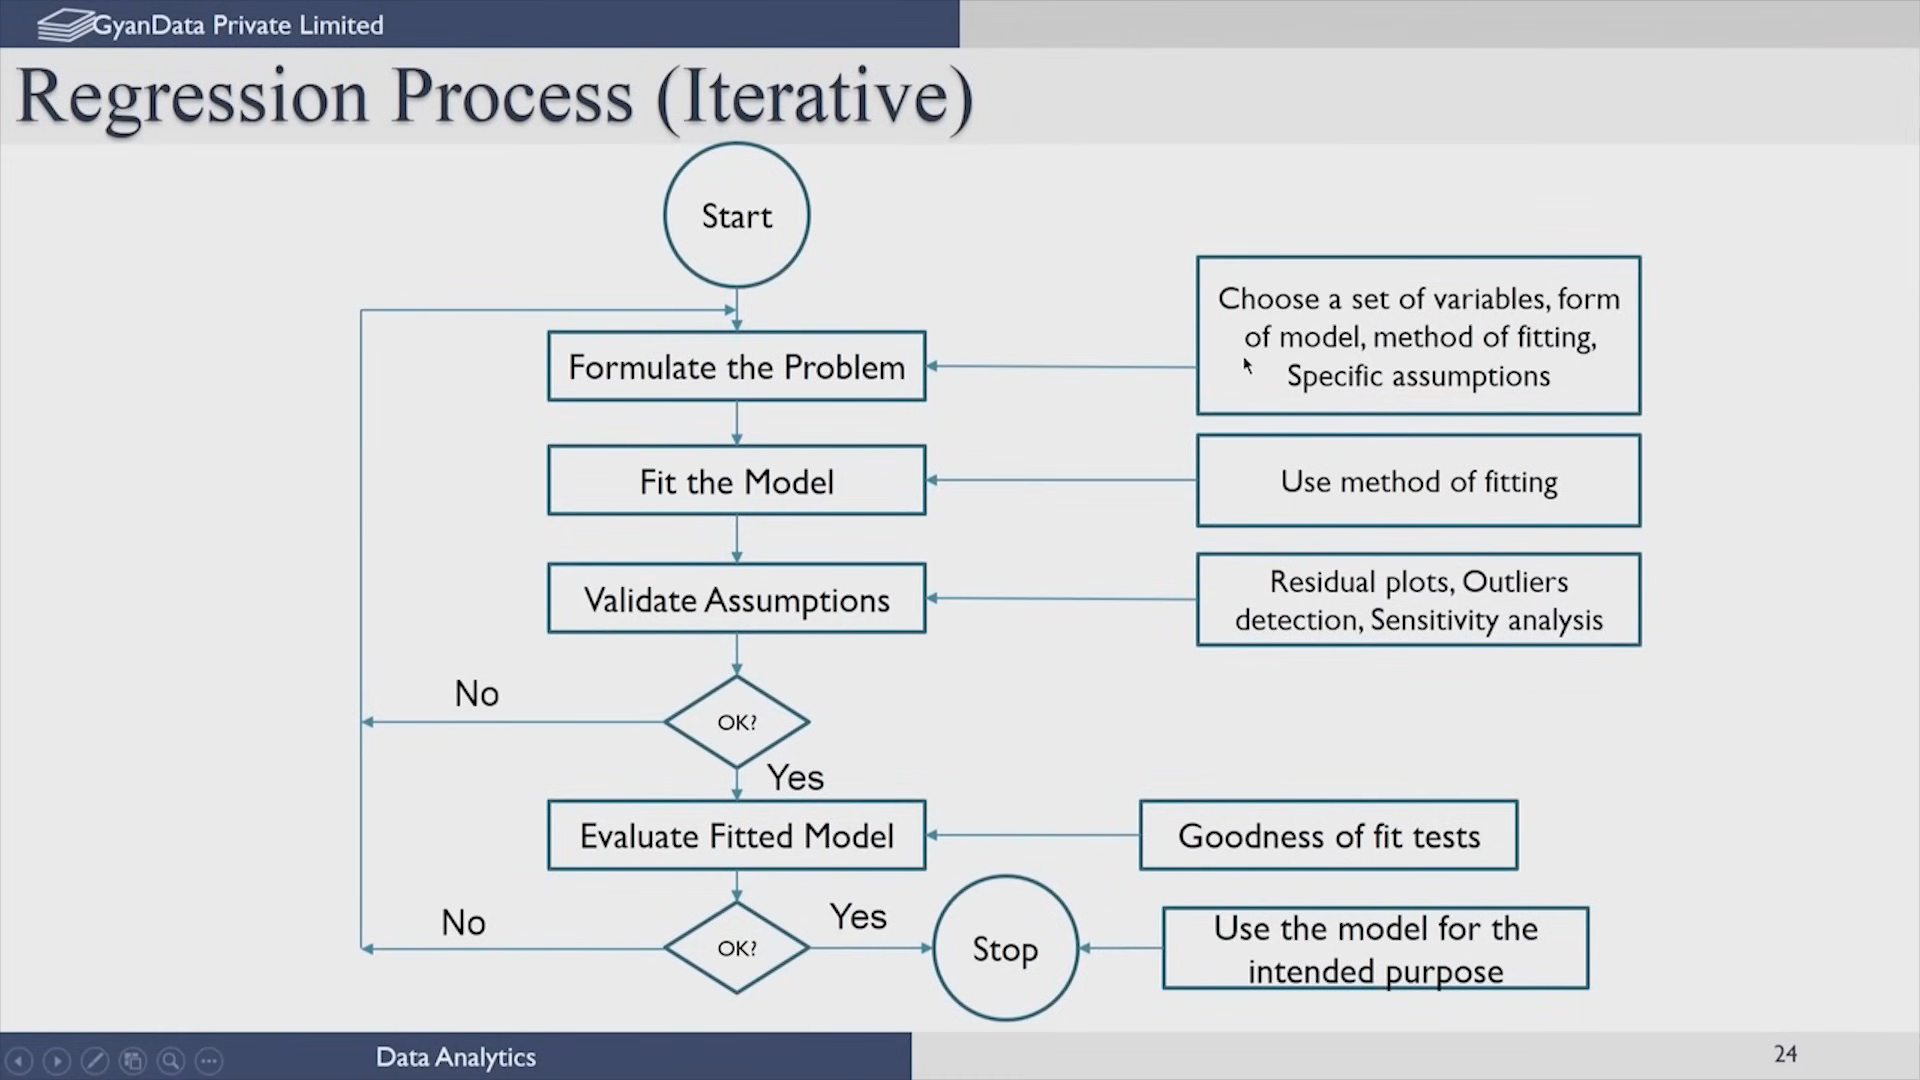 GyanData Private Limited
Regression Process (Iterative)
Start
Choose a set of variables, form
of model, method of fitting,
Specific assumptions
Formulate the Problem
Fit the Model
Use method of fitting
Validate Assumptions
Residual plots, Outliers
detection, Sensitivity analysis
No
OK?
Yes
Evaluate Fitted Model
Goodness of fit tests
No
OK?
Yes
Stop
Use the model for the
intended purpose
Data Analytics
24